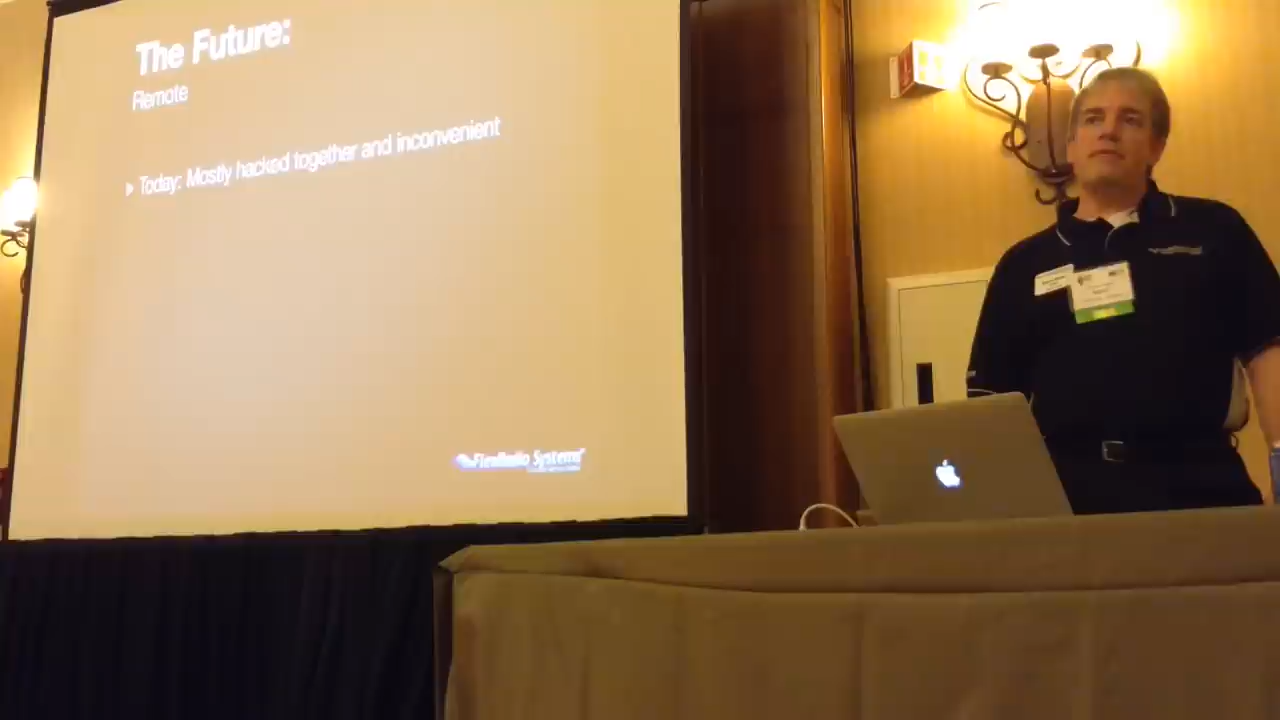 The Future:
Remote
Today: Mostly hacked together and inconvenient
FlexRadio Systems